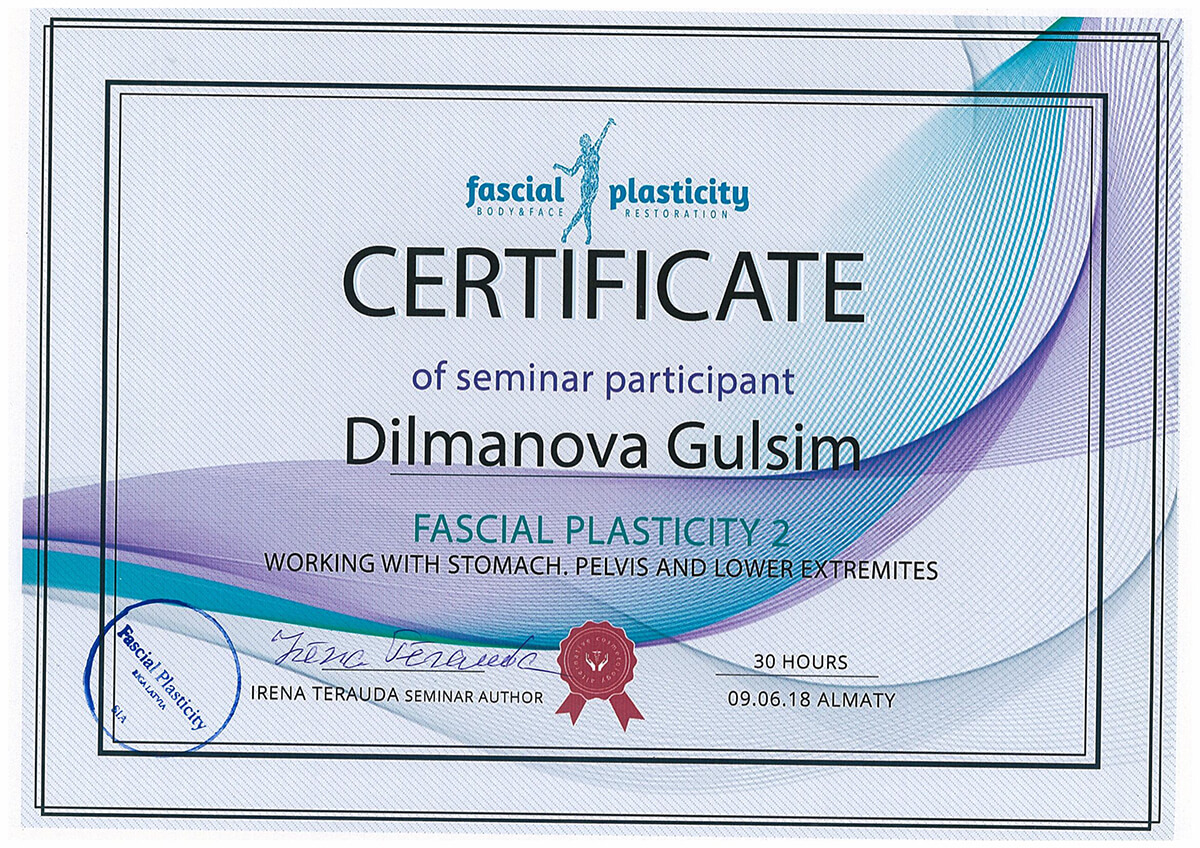 fascial plasticity
BODY&FACE RESTORATION
CERTIFICATE
of seminar participant
Dilmanova Gulsim
FASCIAL PLASTICITY 2
WORKING WITH STOMACH. PELVIS AND LOWER EXTREMITES
Irena Terauda
IRENA TERAUDA SEMINAR AUTHOR
30 HOURS
09.06.18 ALMATY
Fascial Plasticity
RIGA LATVIA
SIA